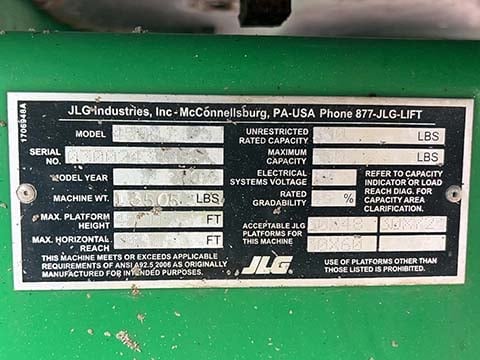 JLG Industries, Inc - McConnellsburg, PA-USA Phone 877-JLG-LIFT
1706948A
MODEL
SERIAL NO.
MODEL YEAR
MACHINE WT. LBS
MAX. PLATFORM HEIGHT FT
MAX. HORIZONTAL REACH FT
THIS MACHINE MEETS OR EXCEEDS APPLICABLE
REQUIREMENTS OF ANSI A92.5 2006 AS ORIGINALLY
MANUFACTURED FOR INTENDED PURPOSES.
UNRESTRICTED RATED CAPACITY LBS
MAXIMUM CAPACITY LBS
ELECTRICAL SYSTEMS VOLTAGE
RATED GRADABILITY %
REFER TO CAPACITY
INDICATOR OR LOAD
REACH DIAG. FOR
CAPACITY AREA
CLARIFICATION.
ACCEPTABLE JLG
PLATFORMS FOR
THIS MACHINE
30X60
JLG
USE OF PLATFORMS OTHER THAN
THOSE LISTED IS PROHIBITED.